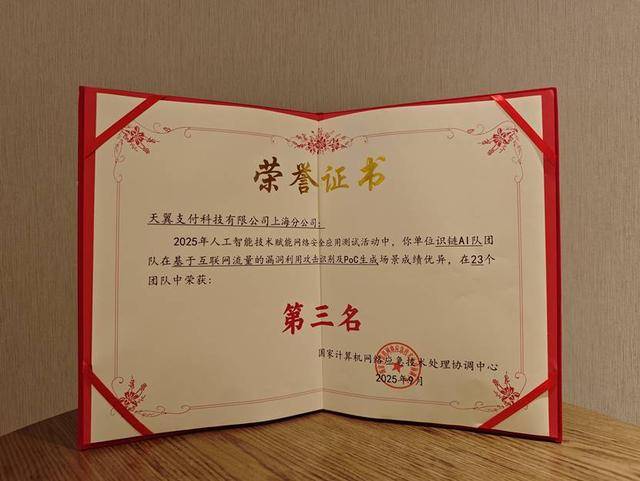 荣誉证书
天翼支付科技有限公司上海分公司：
2025年人工智能技术赋能网络安全应用测试活动中，你单位识链AI队团
队在基于互联网流量的漏洞利用攻击识别及PoC生成场景成绩优异，在23个
团队中荣获：
第三名
国家计算机网络应急技术处理协调中心
2025年9月